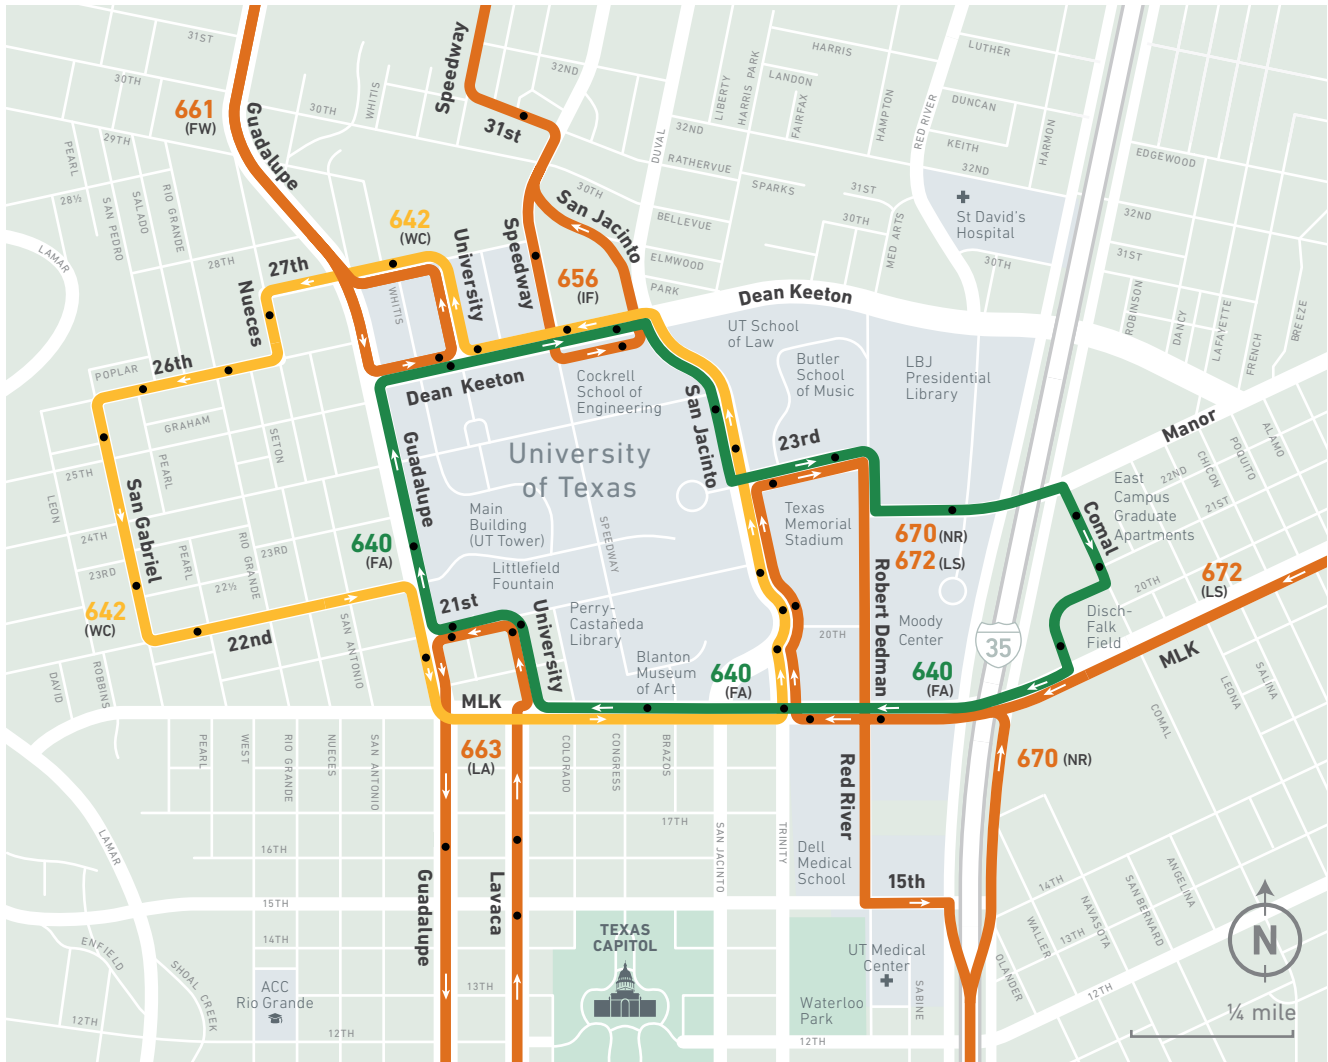 31ST
30TH
661
(FW)
Guadalupe
30TH
WHITIS
Speedway
31st
32ND
30TH
San Jacinto
DUVAL
LIBERTY
HARRIS PARK
HARRIS
LANDON
FAIRFAX
HAMPTON
RED RIVER
LUTHER
DUNCAN
KEITH
32ND
HARMON
EDGEWOOD
32ND
RATHERVUE
SPARKS
31ST
30TH
MED ARTS
St David's
Hospital
30TH
BELLEVUE
ELMWOOD
PARK
32ND
31ST
ROBINSON
DANCY
LAFAYETTE
FRENCH
BREEZE
29TH
PEARL
28½
SAN PEDRO
SALADO
RIO GRANDE
28TH
LAMAR
27th
642
(WC)
University
Speedway
656
(IF)
WHITIS
Nueces
26th
POPLAR
GRAHAM
SETON
PEARL
25TH
LEON
24TH
23RD
San Gabriel
PEARL
RIO GRANDE
23RD
22½
642
(WC)
22nd
SAN ANTONIO
DAVID
ROBBINS
Dean Keeton
Dean Keeton
UT School
of Law
Butler
School
of Music
LBJ
Presidential
Library
Cockrell
School of
Engineering
University
of Texas
Guadalupe
San Jacinto
23rd
Manor
Main
Building
(UT Tower)
Littlefield
Fountain
SPEEDWAY
Texas
Memorial
Stadium
670 (NR)
672 (LS)
Robert Dedman
Comal
East
Campus
Graduate
Apartments
22ND
CHICON
POQUITO
ALAMO
21ST
20TH
672
(LS)
640
(FA)
21st
University
Perry-
Castañeda
Library
Blanton
Museum
of Art
640
(FA)
20TH
Moody
Center
640
(FA)
35
Disch-
Falk
Field
MLK
MLK
SALINA
LEONA
COMAL
663
(LA)
670 (NR)
PEARL
WEST
RIO GRANDE
NUECES
SAN ANTONIO
COLORADO
CONGRESS
BRAZOS
17TH
SAN JACINTO
TRINITY
Red River
Dell
Medical
School
15th
LAMAR
16TH
15TH
14TH
13TH
12TH
ENFIELD
SHOAL CREEK
12TH
ACC
Rio Grande
Guadalupe
Lavaca
TEXAS
CAPITOL
UT Medical
Center
SABINE
Waterloo
Park
12TH
14TH
WALLER
13TH
NAVASOTA
SAN BERNARD
ANGELINA
OLANDER
12TH
N
¼ mile